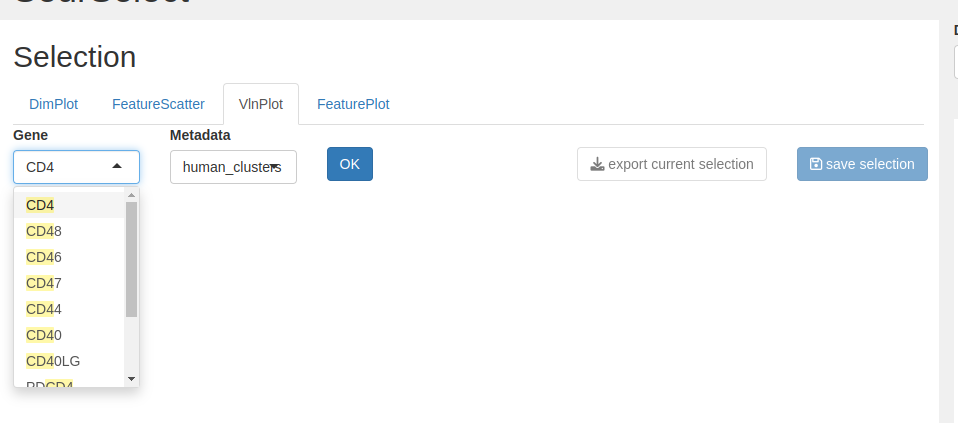 Selection
DimPlot FeatureScatter VlnPlot FeaturePlot
Gene Metadata
CD4 human_clusters OK export current selection save selection
CD4
CD48
CD46
CD47
CD44
CD40
CD40LG
PDCD4